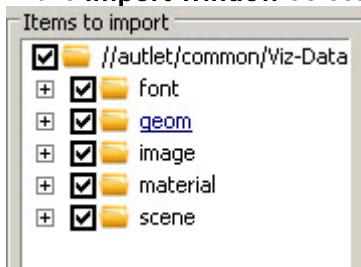 Items to import
//autlet/common/Viz-Data
font
geom
image
material
scene